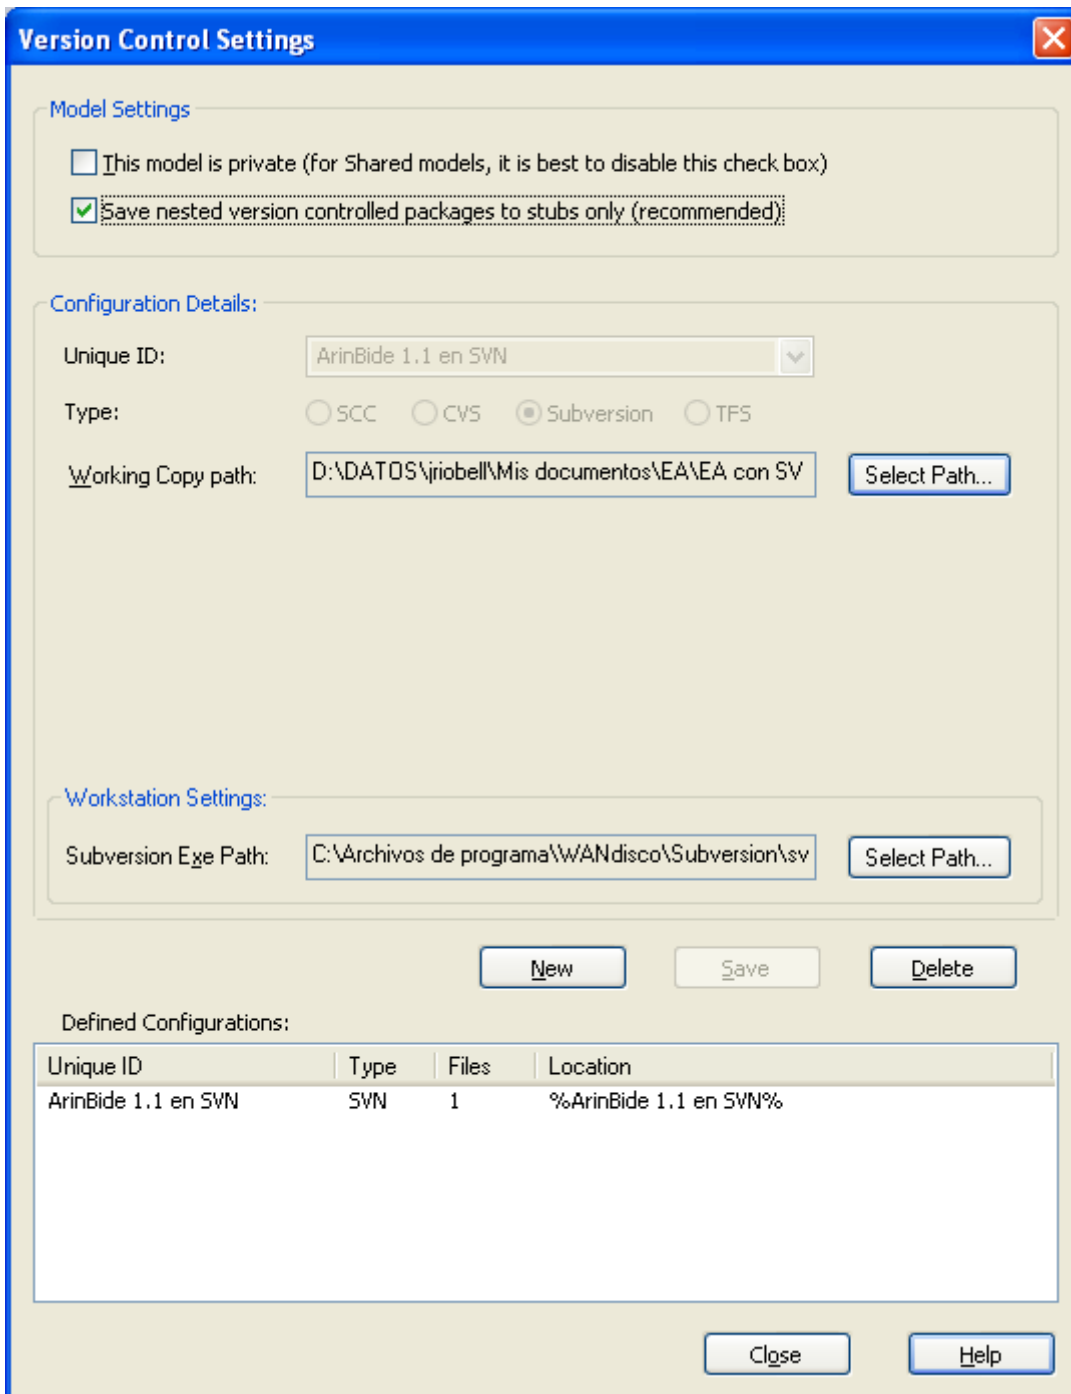 Version Control Settings
Model Settings
This model is private (for Shared models, it is best to disable this check box)
Save nested version controlled packages to stubs only (recommended)
Configuration Details:
Unique ID: ArinBide 1.1 en SVN
Type: SCC CVS Subversion TFS
Working Copy path: D:\DATOS\jriobell\Mis documentos\EA\EA con SV Select Path...
Workstation Settings:
Subversion Exe Path: C:\Archivos de programa\WANdisco\Subversion\sv Select Path...
New Save Delete
Defined Configurations:
Unique ID Type Files Location
ArinBide 1.1 en SVN SVN 1 %ArinBide 1.1 en SVN%
Close Help